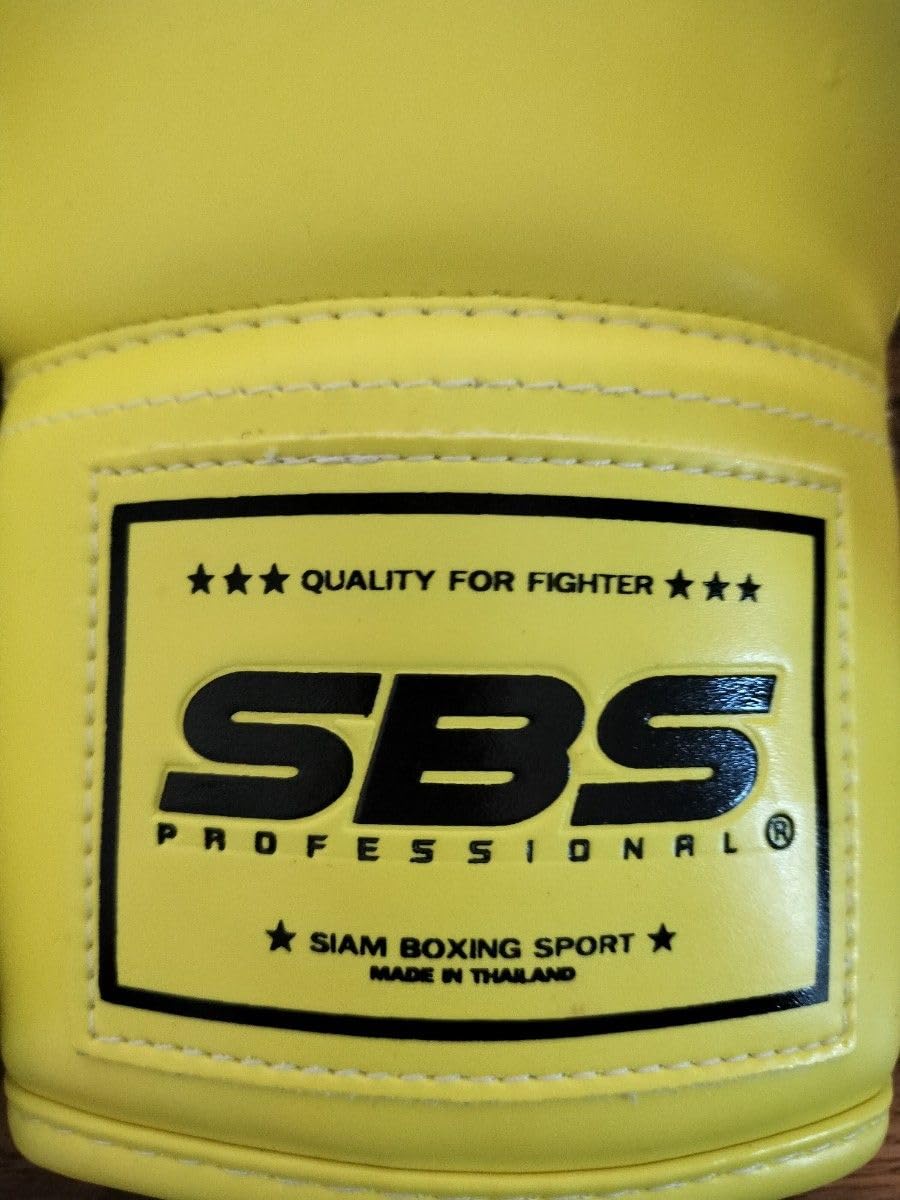 ★★★ QUALITY FOR FIGHTER ★★★
SBS
PROFESSIONAL ®
★ SIAM BOXING SPORT ★
MADE IN THAILAND